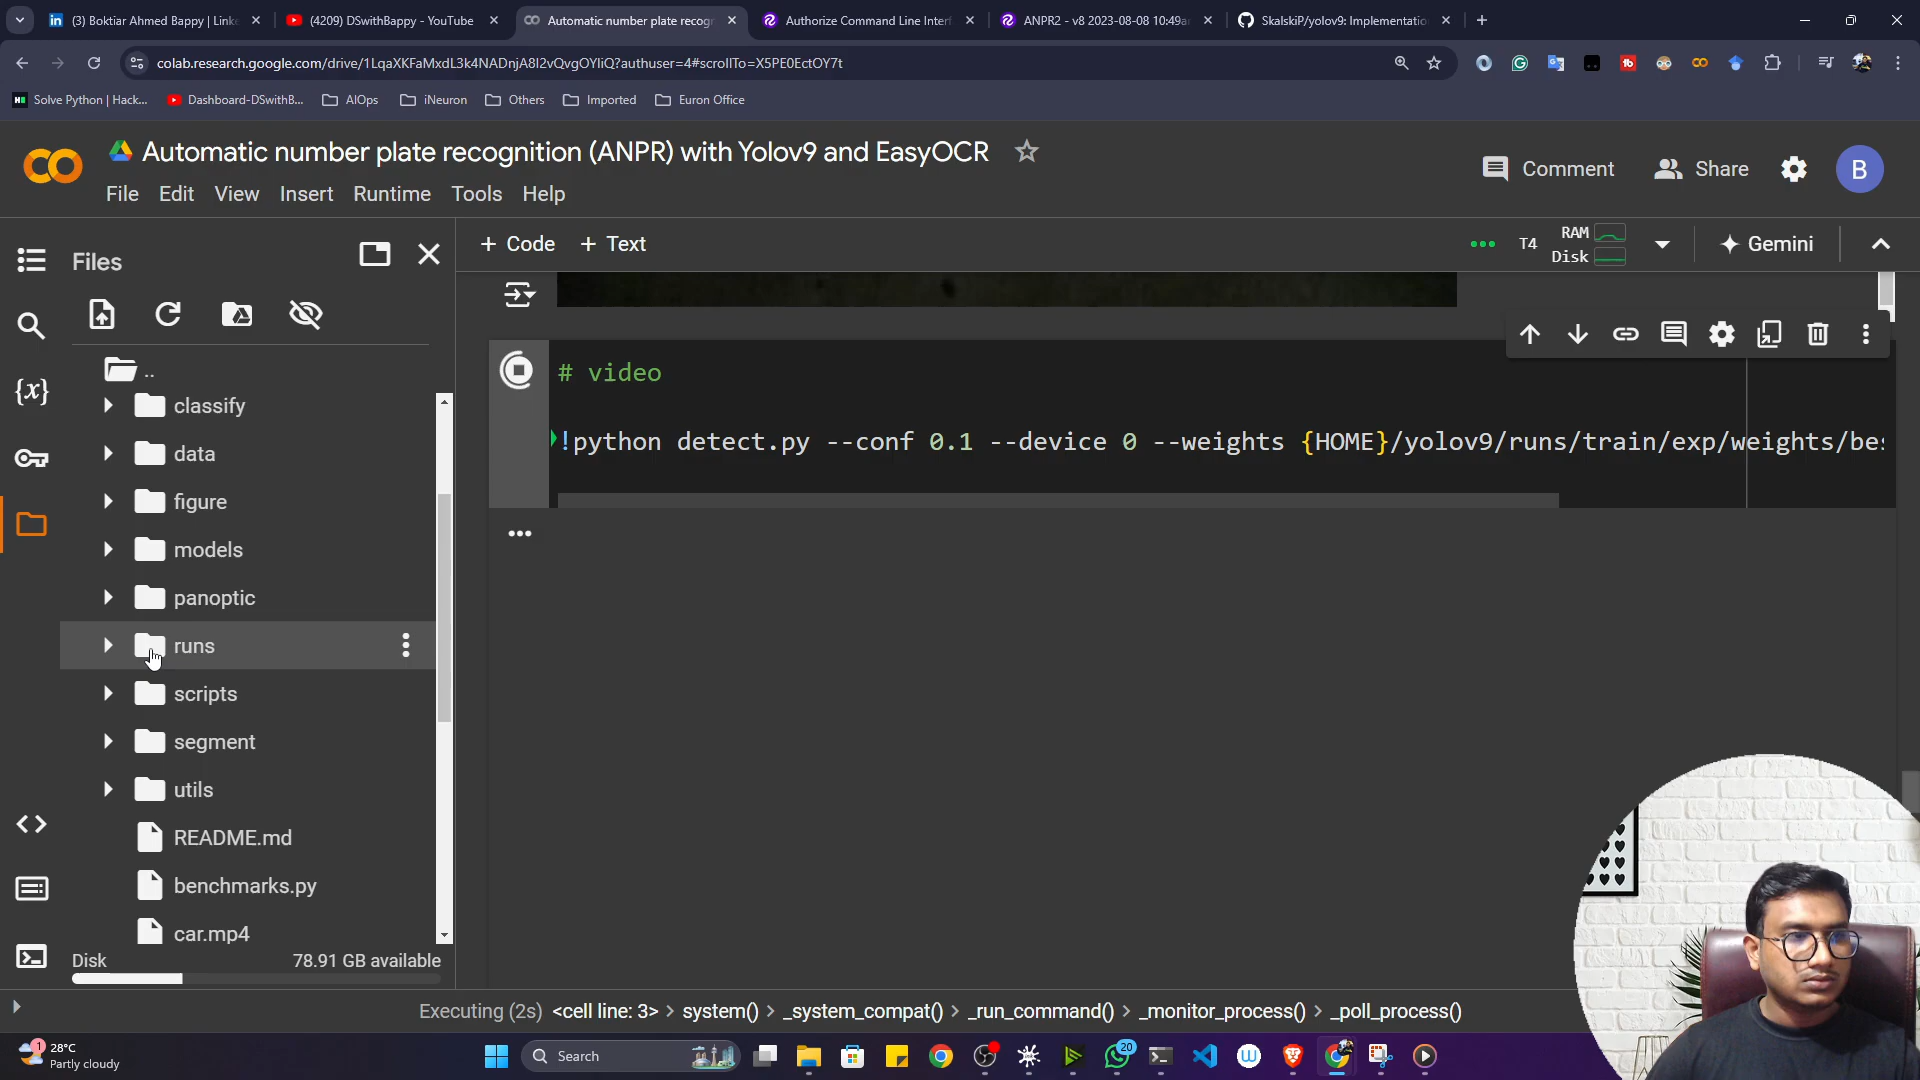 (3) Boktiar Ahmed Bappy | Linke
(4209) DSwithBappy - YouTube
Automatic number plate recogn
Authorize Command Line Interf
ANPR2 - v8 2023-08-08 10:49a
SkalskiP/yolov9: Implementatio
colab.research.google.com/drive/1LqaXKFaMxdL3k4NADnjA8l2vQvgOYliQ?authuser=4#scrollTo=X5PE0EctOY7t
Solve Python | Hack...
Dashboard-DSwithB...
AIOps
iNeuron
Others
Imported
Euron Office
Automatic number plate recognition (ANPR) with Yolov9 and EasyOCR
Comment
Share
B
File Edit View Insert Runtime Tools Help
Files
+ Code + Text
T4
RAM
Disk
Gemini
..
classify
data
figure
models
panoptic
runs
scripts
segment
utils
README.md
benchmarks.py
car.mp4
Disk 78.91 GB available
# video
!python detect.py --conf 0.1 --device 0 --weights {HOME}/yolov9/runs/train/exp/weights/bes
Executing (2s) <cell line: 3> > system() > _system_compat() > _run_command() > _monitor_process() > _poll_process()
1
28°C
Partly cloudy
Search
20